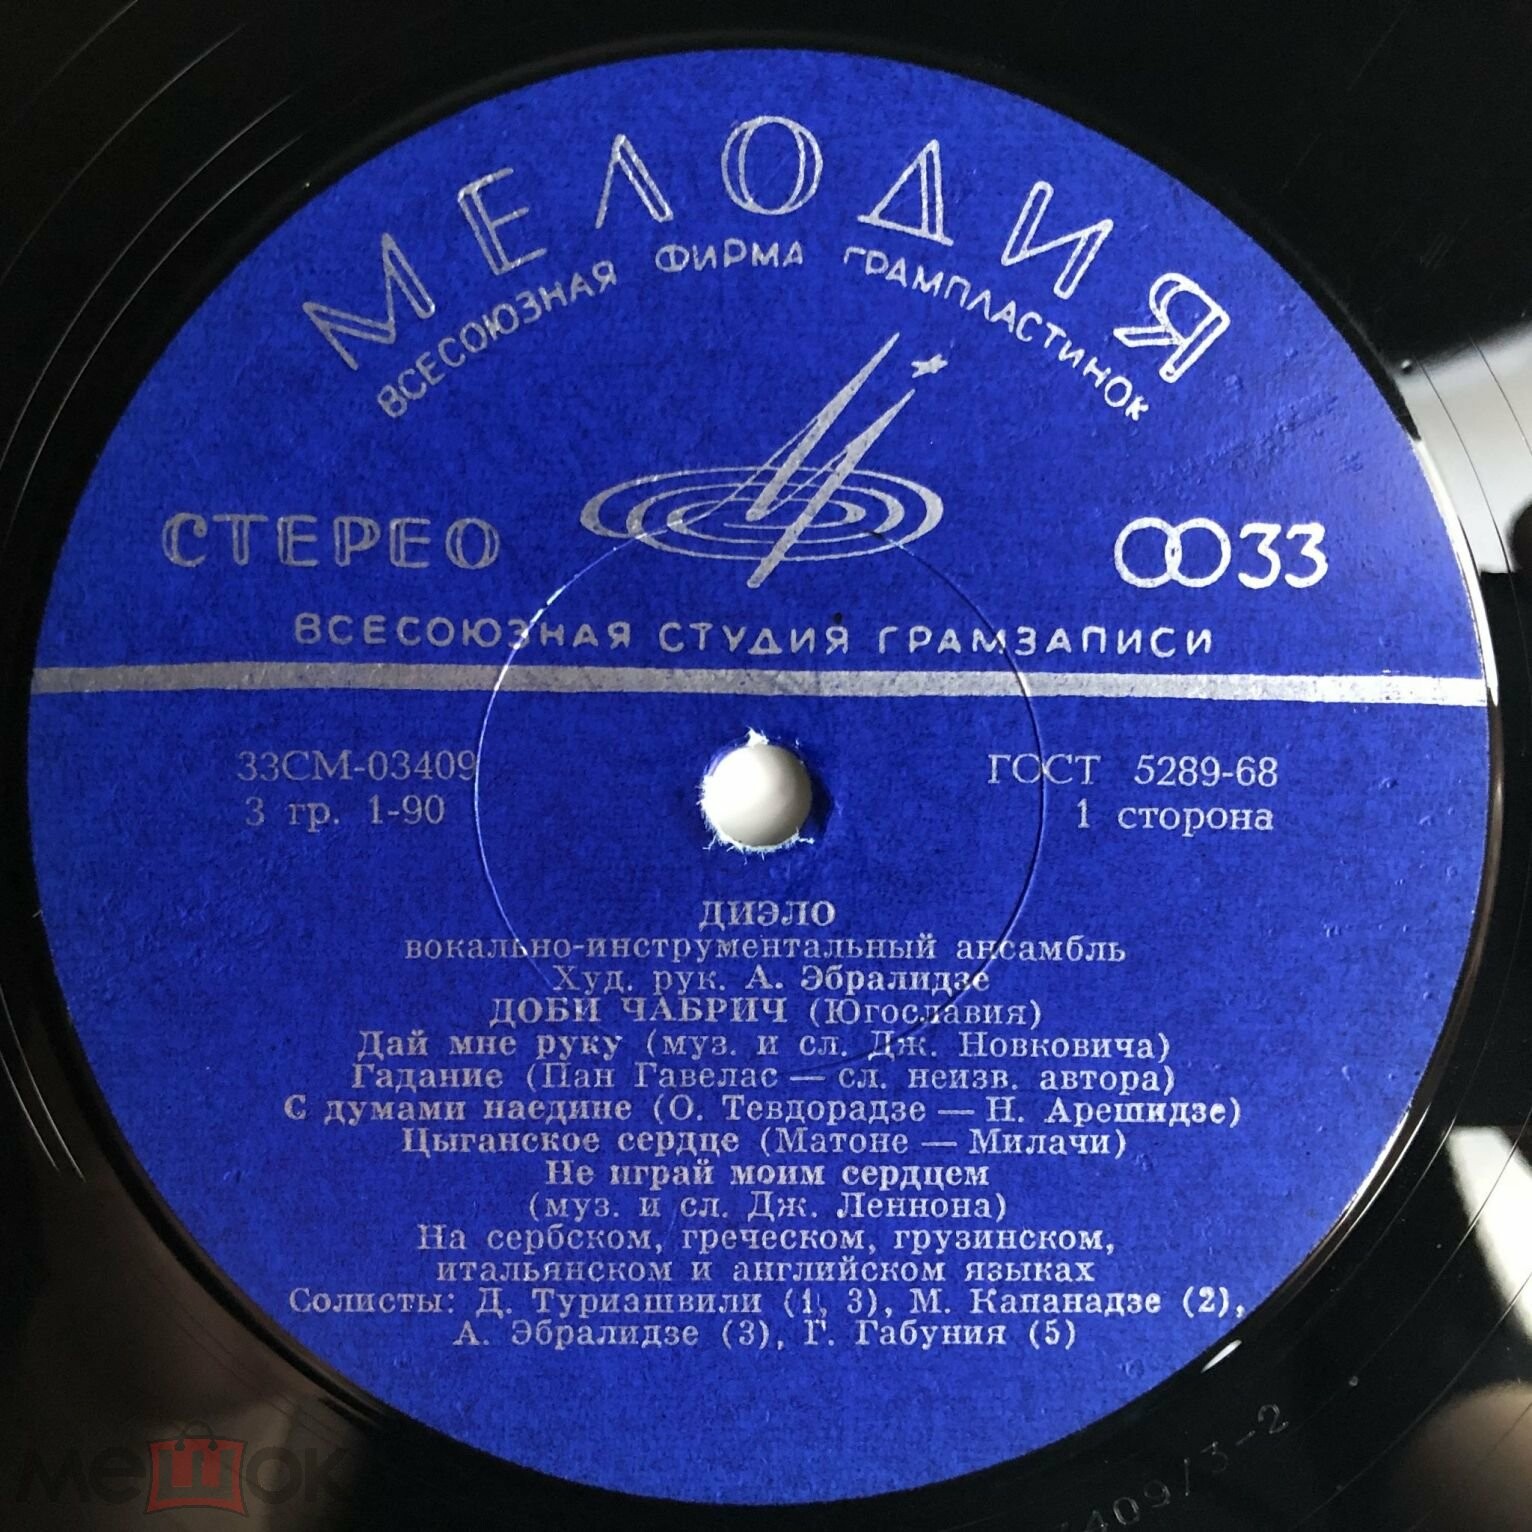 МЕЛОДИЯ
ВСЕСОЮЗНАЯ ФИРМА ГРАМПЛАСТИНОК
СТЕРЕО
33
ВСЕСОЮЗНАЯ СТУДИЯ ГРАМЗАПИСИ
33СМ-03409
ГОСТ 5289-68
3 гр. 1-90
1 сторона
ДИЭЛО
вокально-инструментальный ансамбль
Худ. рук. А. Эбралидзе
ДОБИ ЧАБРИЧ (Югославия)
Дай мне руку (муз. и сл. Дж. Новковича)
Гадание (Пан Гавелас — сл. неизв. автора)
С думами наедине (О. Тевдорадзе — Н. Арешидзе)
Цыганское сердце (Матоне — Милачи)
Не играй моим сердцем
(муз. и сл. Дж. Леннона)
На сербском, греческом, грузинском,
итальянском и английском языках
Солисты: Д. Туриашвили (1, 3), М. Капанадзе (2),
А. Эбралидзе (3), Г. Габуния (5)
409/3-2
мешок